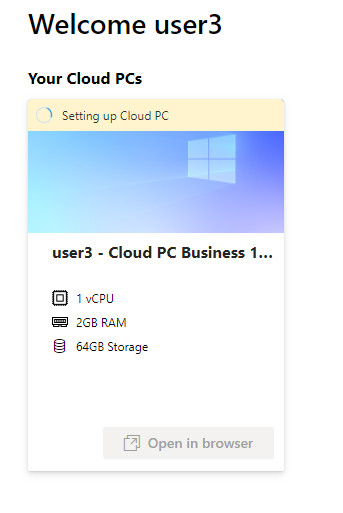 Welcome user3
Your Cloud PCs
Setting up Cloud PC
user3 - Cloud PC Business 1...
1 vCPU
2GB RAM
64GB Storage
Open in browser